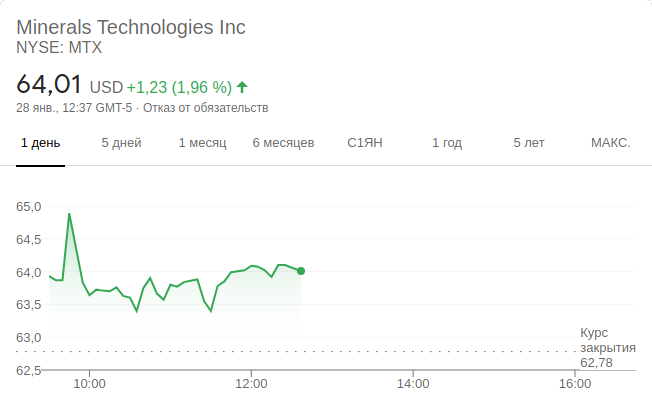 Minerals Technologies Inc
NYSE: MTX
64,01 USD +1,23 (1,96 %)
28 янв., 12:37 GMT-5 · Отказ от обязательств
1 день 5 дней 1 месяц 6 месяцев С1ЯН 1 год 5 лет МАКС.
65,0
64,5
64,0
63,5
63,0
Курс
закрытия
62,78
62,5
10:00 12:00 14:00 16:00